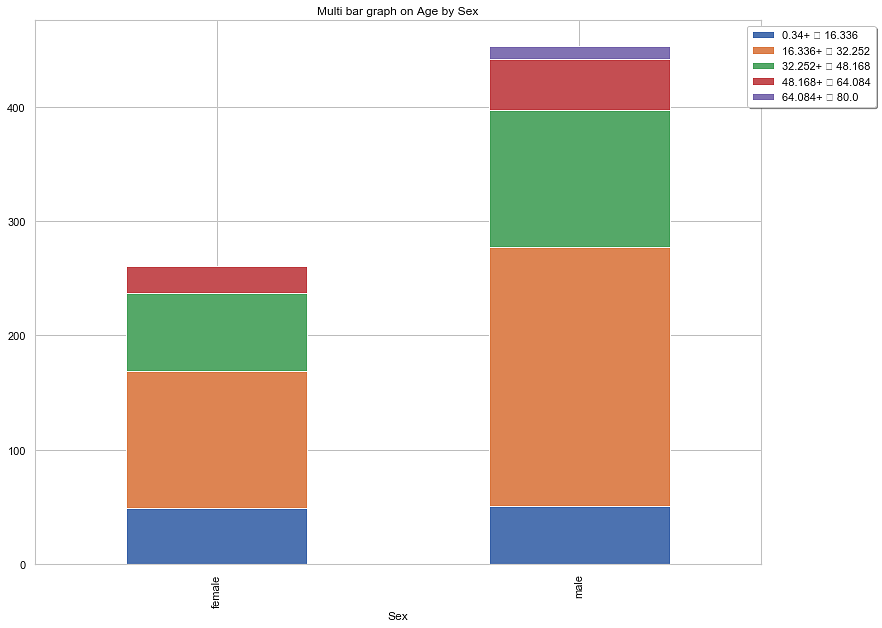 Multi bar graph on Age by Sex
0.34+ □ 16.336
16.336+ □ 32.252
32.252+ □ 48.168
48.168+ □ 64.084
64.084+ □ 80.0
400
300
200
100
0
female
male
Sex